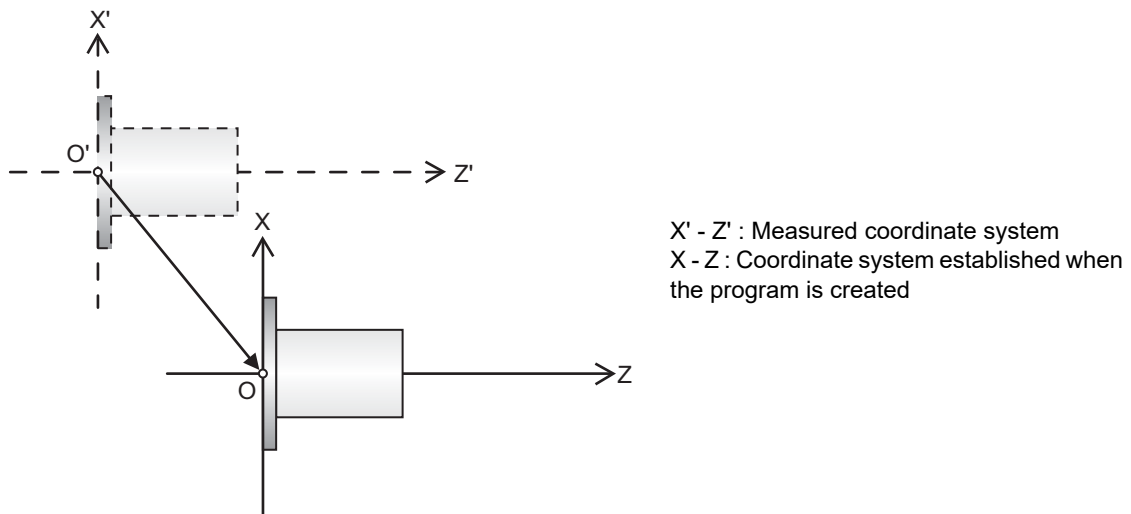 X'
O'
Z'
X
X' - Z' : Measured coordinate system
X - Z : Coordinate system established when
the program is created
O
Z